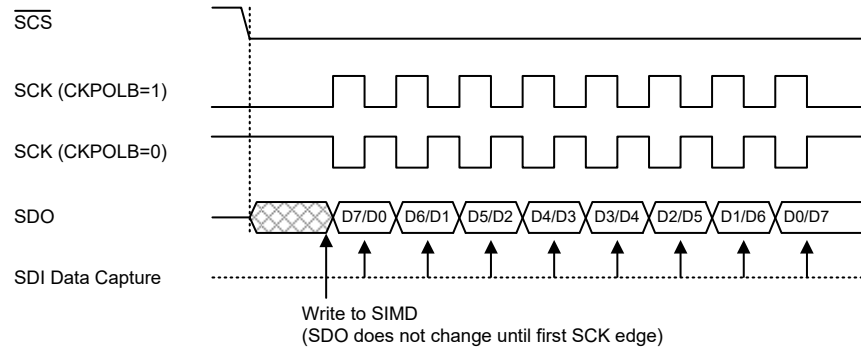 SCS
SCK (CKPOLB=1)
SCK (CKPOLB=0)
SDO
D7/D0 D6/D1 D5/D2 D4/D3 D3/D4 D2/D5 D1/D6 D0/D7
SDI Data Capture
Write to SIMD
(SDO does not change until first SCK edge)